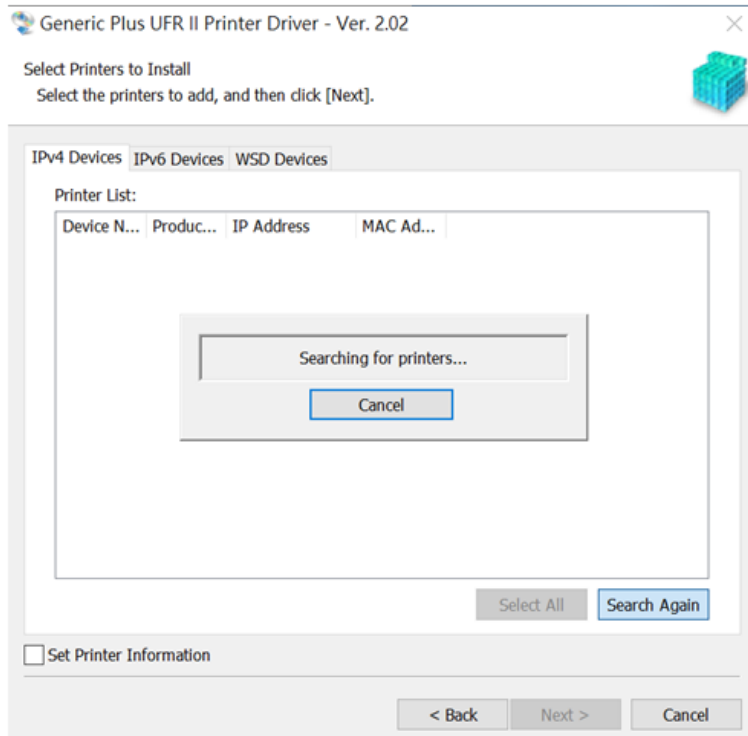 Generic Plus UFR II Printer Driver - Ver. 2.02
Select Printers to Install
Select the printers to add, and then click [Next].
IPv4 Devices IPv6 Devices WSD Devices
Printer List:
Device N... Produc... IP Address MAC Ad...
Searching for printers...
Cancel
Select All Search Again
Set Printer Information
< Back Next > Cancel